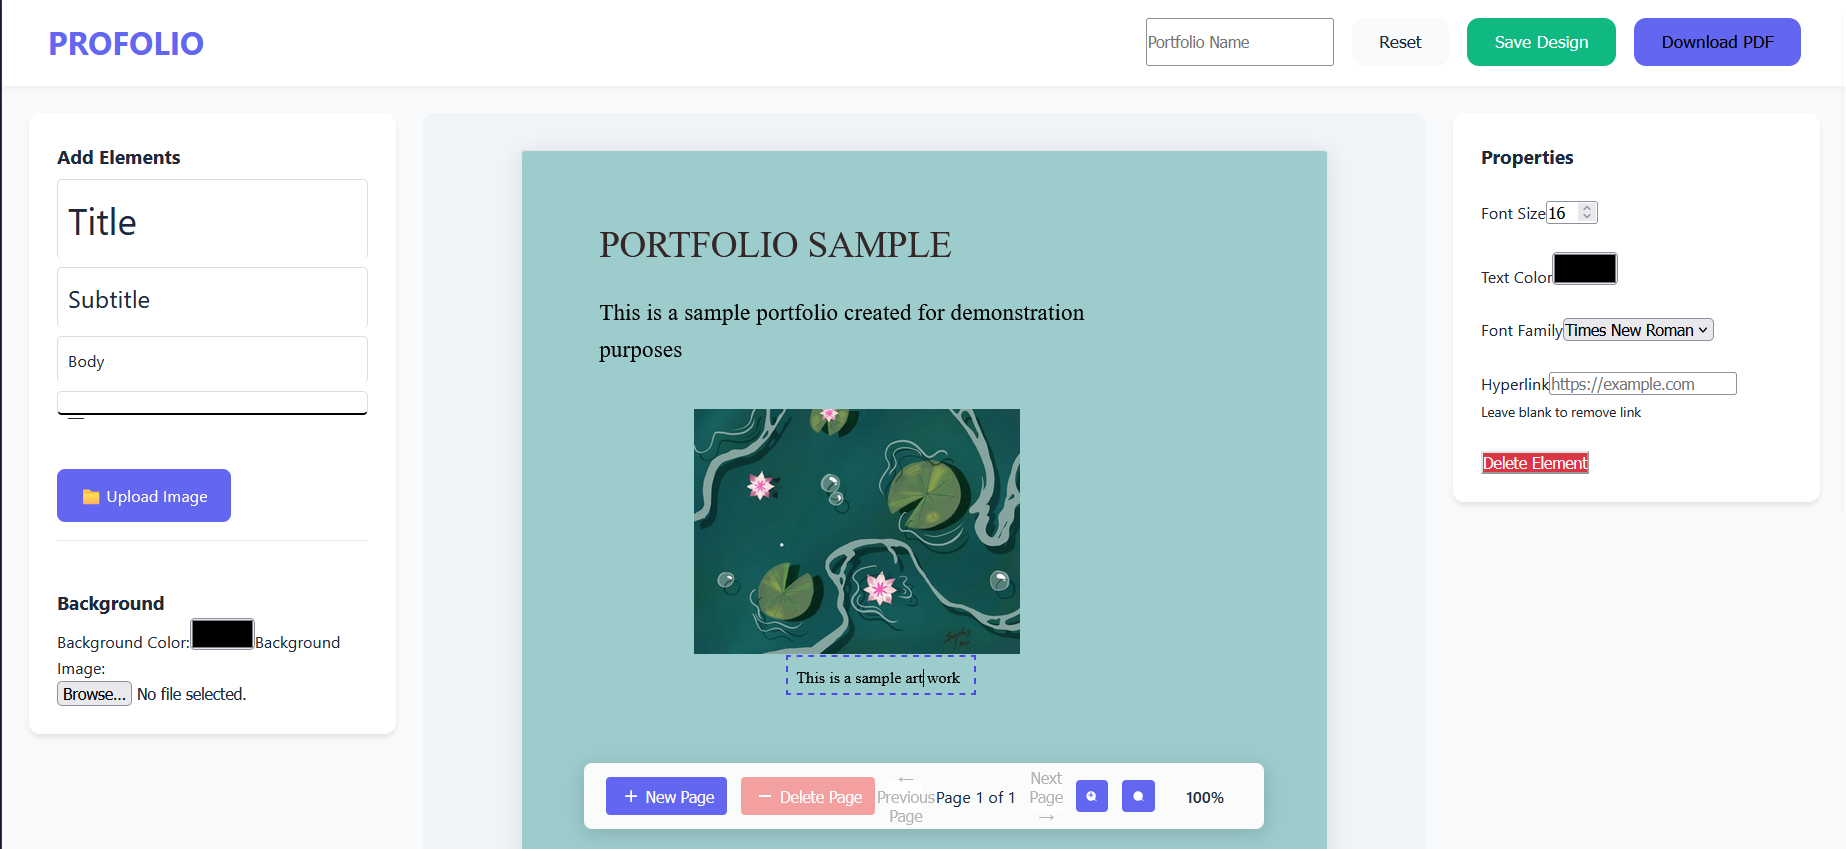 PROFOLIO
Portfolio Name
Reset
Save Design
Download PDF
Add Elements
Title
Subtitle
Body
Upload Image
Background
Background Color:
Background
Image:
Browse... No file selected.
PORTFOLIO SAMPLE
This is a sample portfolio created for demonstration
purposes
This is a sample art work
+ New Page
− Delete Page
←
Previous
Page
Page 1 of 1
Next
Page
→
100%
Properties
Font Size 16
Text Color
Font Family Times New Roman
Hyperlink https://example.com
Leave blank to remove link
Delete Element